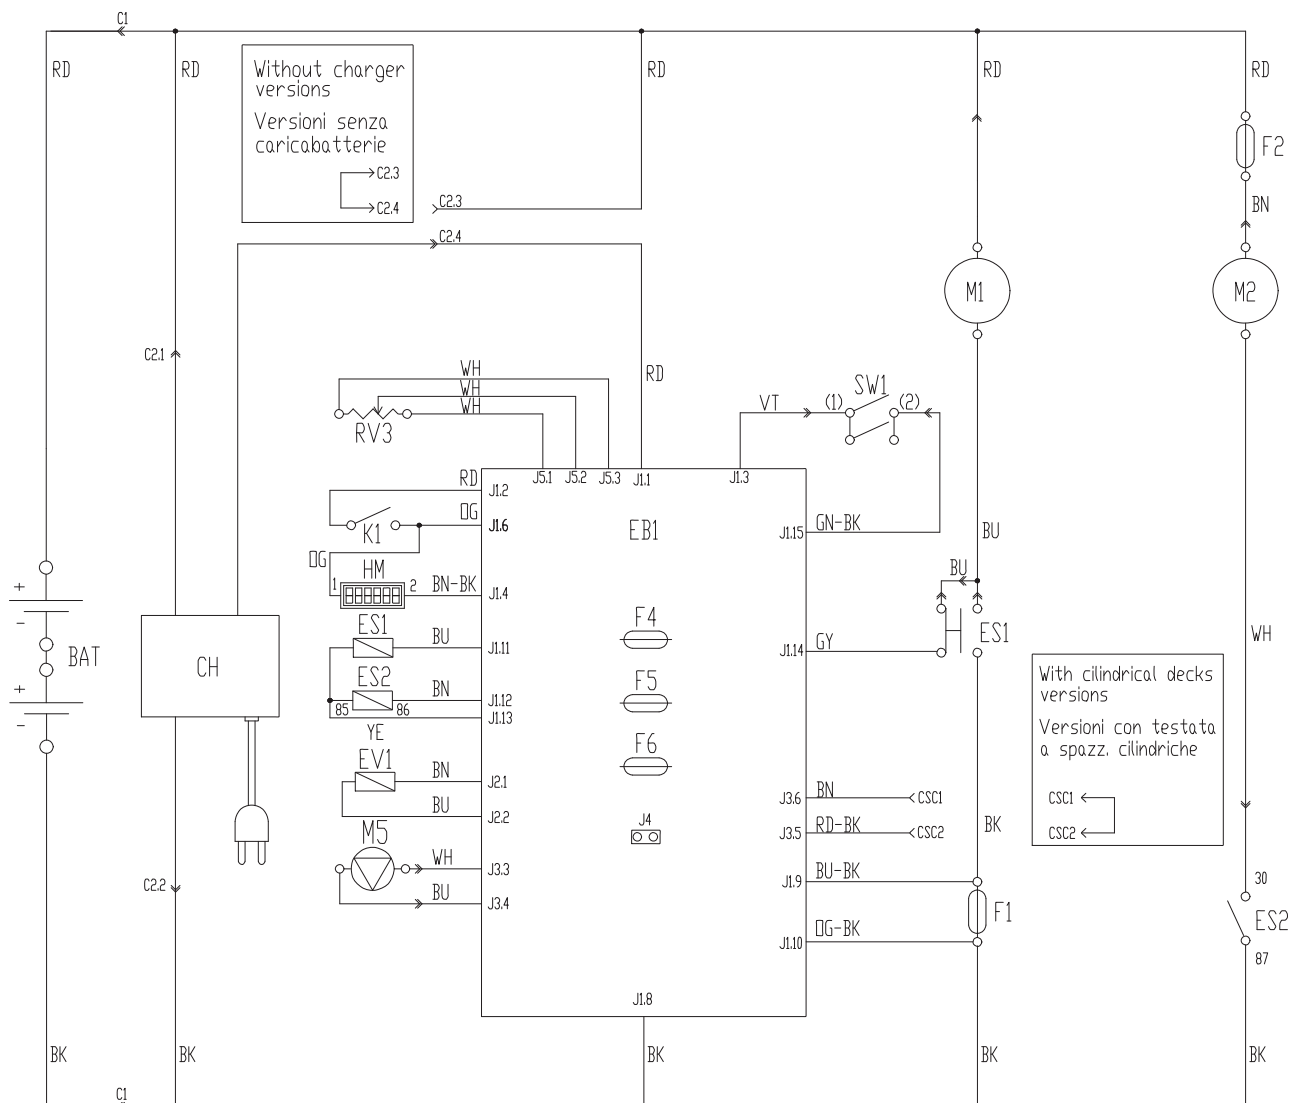 C1
RD
RD
RD
RD
RD
Without charger
versions
Versioni senza
caricabatterie
C2.3
C2.4
C2.3
C2.4
F2
BN
M1
M2
C2.1
WH
WH
WH
RV3
RD
VT
(1)
SW1
(2)
J5.1
J5.2
J5.3
J1.1
J1.3
RD
J1.2
OG
J1.6
K1
OG
HM
1
2
BN-BK
J1.4
EB1
J1.15
GN-BK
BU
BU
ES1
BU
J1.11
ES2
BN
J1.12
85
86
J1.13
YE
F4
F5
F6
J4
J1.14
GY
ES1
WH
+
-
BAT
+
-
CH
EV1
BN
J2.1
BU
J2.2
M5
WH
J3.3
BU
J3.4
With cilindrical decks
versions
Versioni con testata
a spazz. cilindriche
CSC1
CSC2
J3.6
BN
CSC1
J3.5
RD-BK
CSC2
BK
J1.9
BU-BK
F1
J1.10
OG-BK
30
ES2
87
C2.2
J1.8
BK
BK
BK
BK
BK
C1